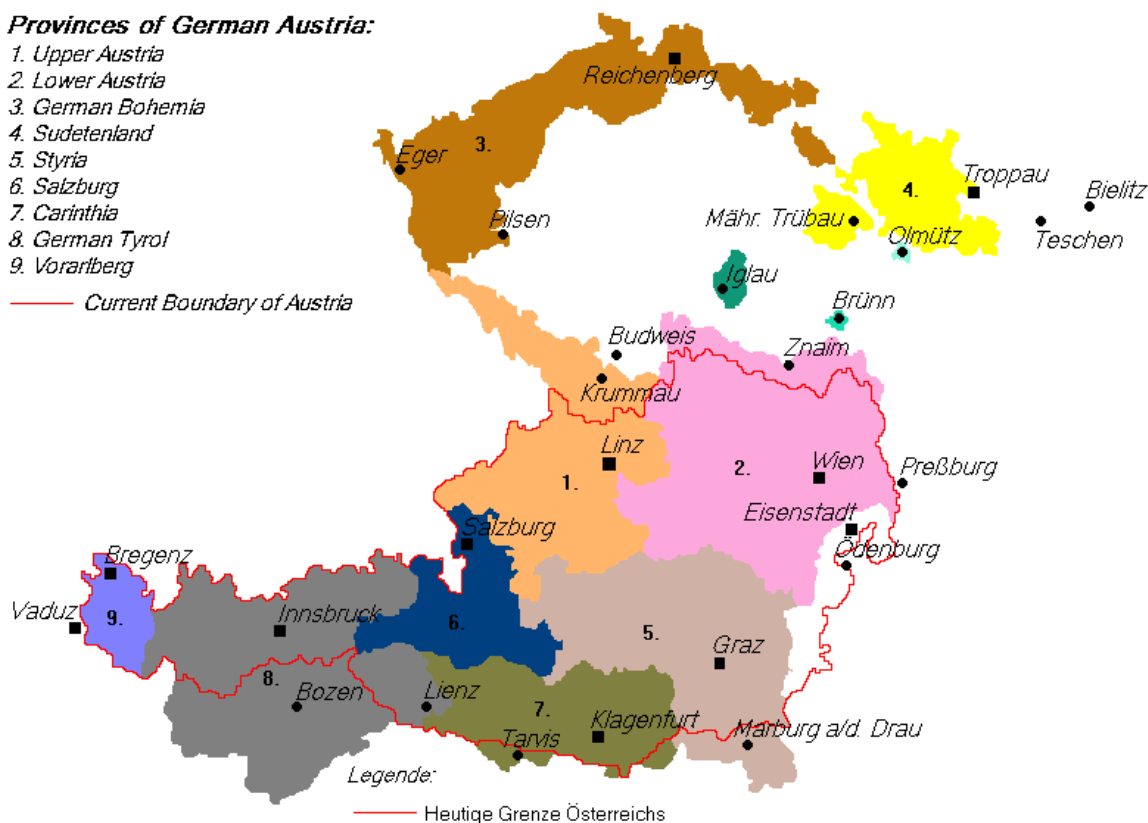 Provinces of German Austria:
1. Upper Austria
2. Lower Austria
3. German Bohemia
4. Sudetenland
5. Styria
6. Salzburg
7. Carinthia
8. German Tyrol
9. Vorarlberg
Current Boundary of Austria
Reichenberg
3.
Eger
Pilsen
4.
Troppau
Bielitz
Mähr. Trübau
Teschen
Olmütz
Iglau
Brünn
Budweis
Znaim
Krummau
Linz
2.
Wien
Preßburg
1.
Eisenstadt
Salzburg
Ödenburg
Bregenz
Vaduz
9.
Innsbruck
6.
5.
Graz
8.
Bozen
Lienz
7.
Klagenfurt
Tarvis
Marburg a/d. Drau
Legende:
Heutige Grenze Österreichs